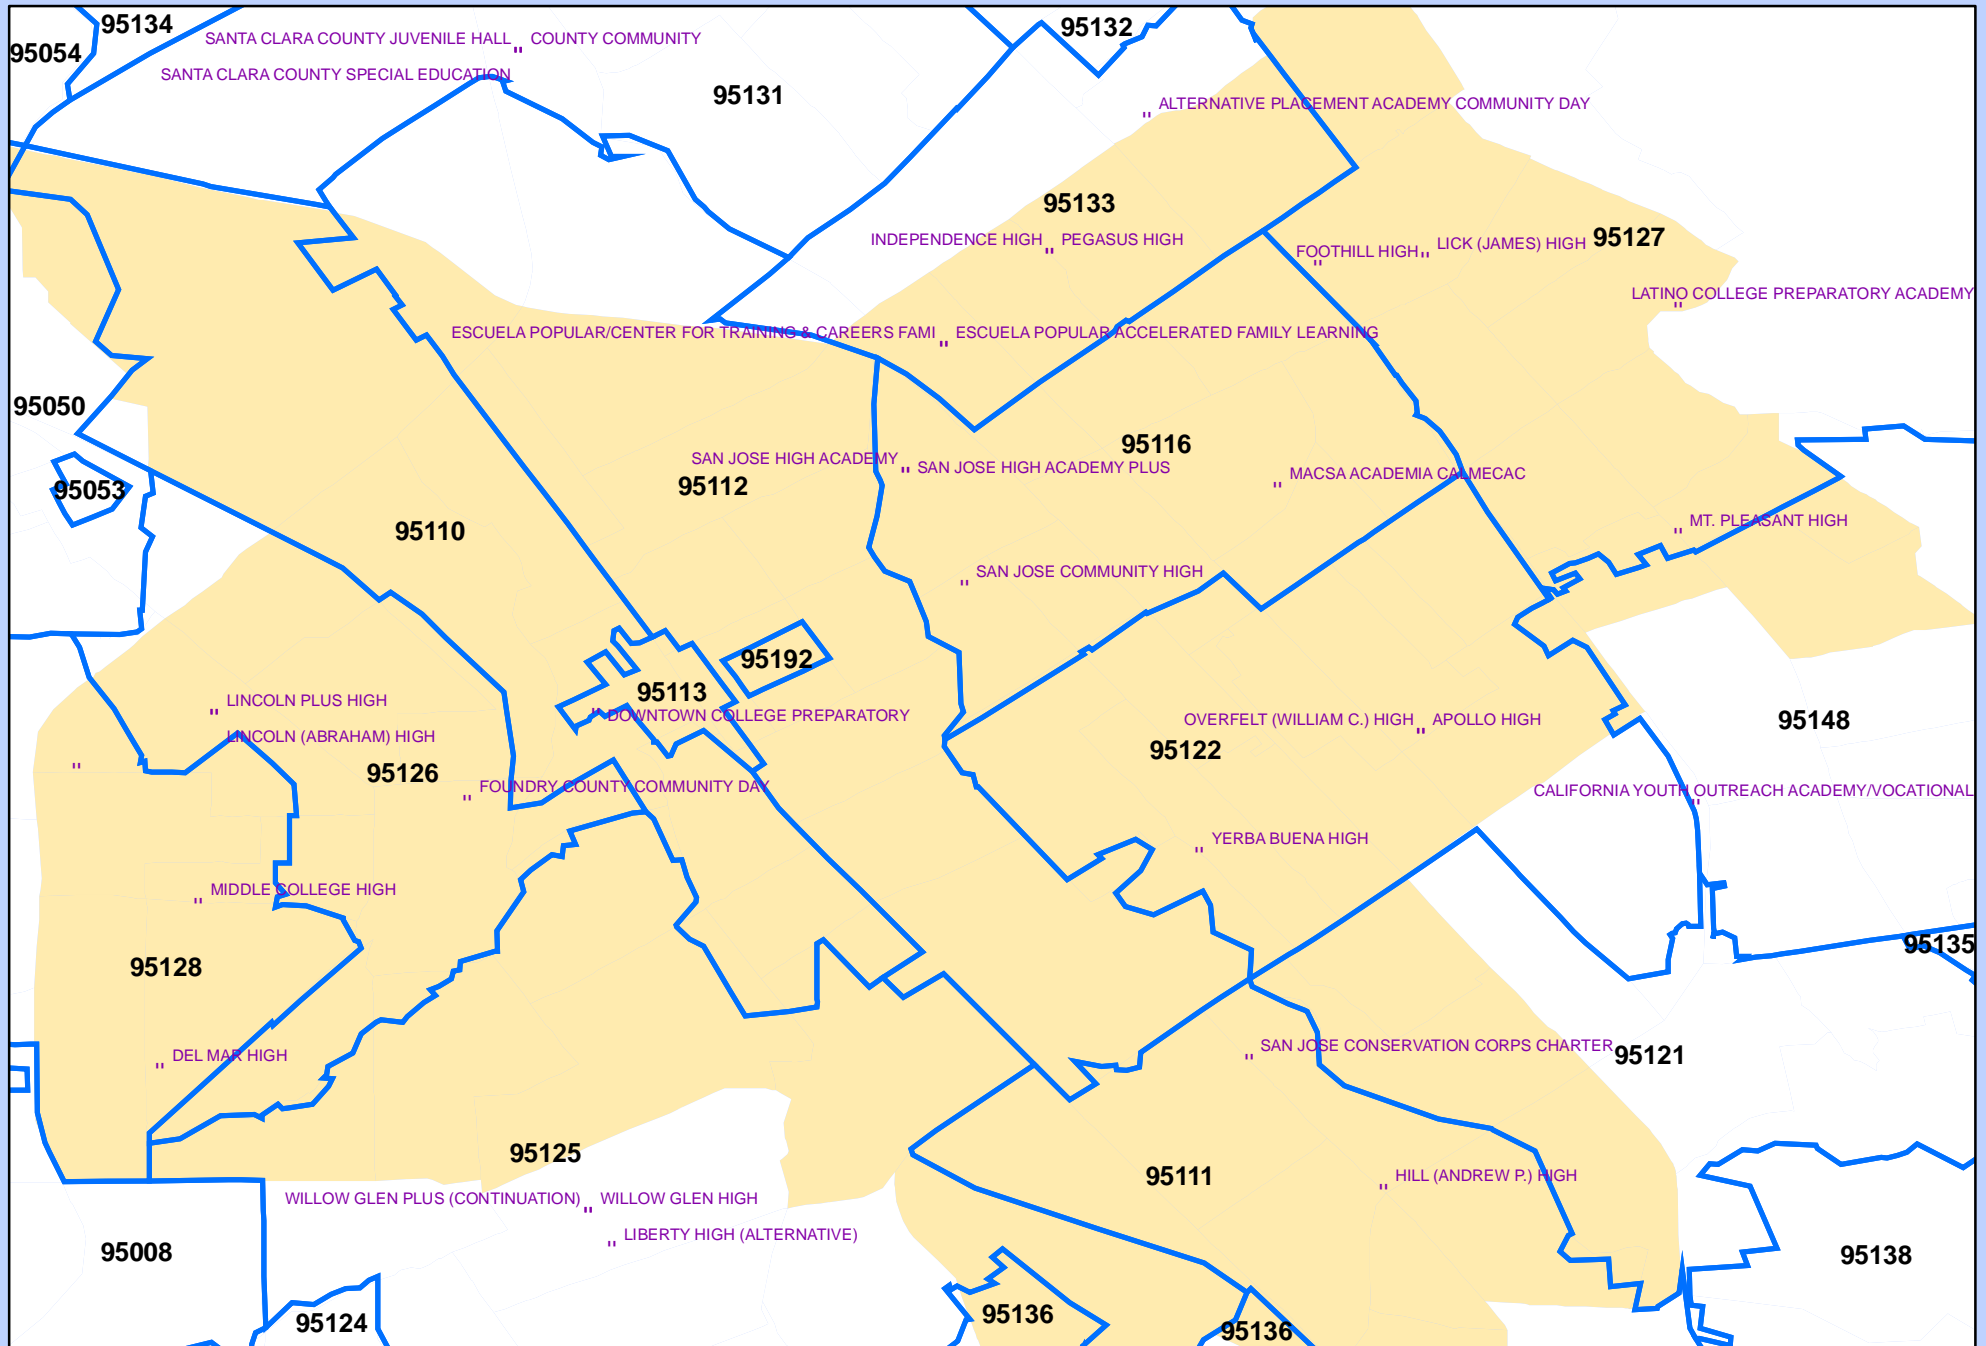 95134
95132
95054
SANTA CLARA COUNTY JUVENILE HALL
COUNTY COMMUNITY
SANTA CLARA COUNTY SPECIAL EDUCATION
95131
ALTERNATIVE PLACEMENT ACADEMY COMMUNITY DAY
95133
INDEPENDENCE HIGH
PEGASUS HIGH
FOOTHILL HIGH
LICK (JAMES) HIGH
95127
LATINO COLLEGE PREPARATORY ACADEMY
ESCUELA POPULAR/CENTER FOR TRAINING & CAREERS FAMI
ESCUELA POPULAR ACCELERATED FAMILY LEARNING
95050
95116
SAN JOSE HIGH ACADEMY
SAN JOSE HIGH ACADEMY PLUS
MACSA ACADEMIA CALMECAC
95053
95112
95110
MT. PLEASANT HIGH
SAN JOSE COMMUNITY HIGH
95192
95113
LINCOLN PLUS HIGH
DOWNTOWN COLLEGE PREPARATORY
OVERFELT (WILLIAM C.) HIGH
APOLLO HIGH
95148
LINCOLN (ABRAHAM) HIGH
95122
95126
FOUNDRY COUNTY COMMUNITY DAY
CALIFORNIA YOUTH OUTREACH ACADEMY/VOCATIONAL
YERBA BUENA HIGH
MIDDLE COLLEGE HIGH
95135
95128
DEL MAR HIGH
SAN JOSE CONSERVATION CORPS CHARTER
95121
95125
95111
HILL (ANDREW P.) HIGH
WILLOW GLEN PLUS (CONTINUATION)
WILLOW GLEN HIGH
LIBERTY HIGH (ALTERNATIVE)
95008
95138
95124
95136
95136